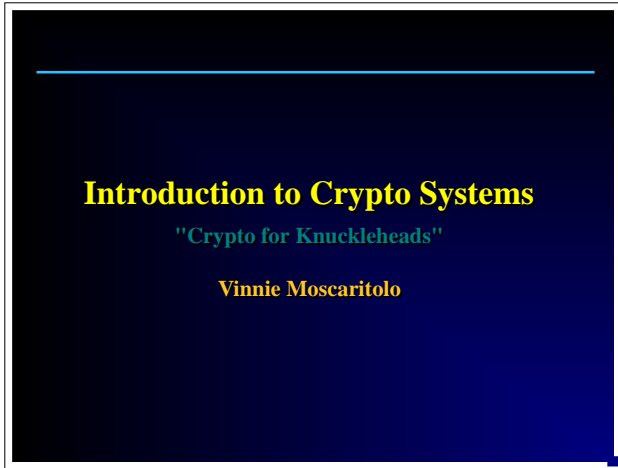 Introduction to Crypto Systems
"Crypto for Knuckleheads"
Vinnie Moscaritolo